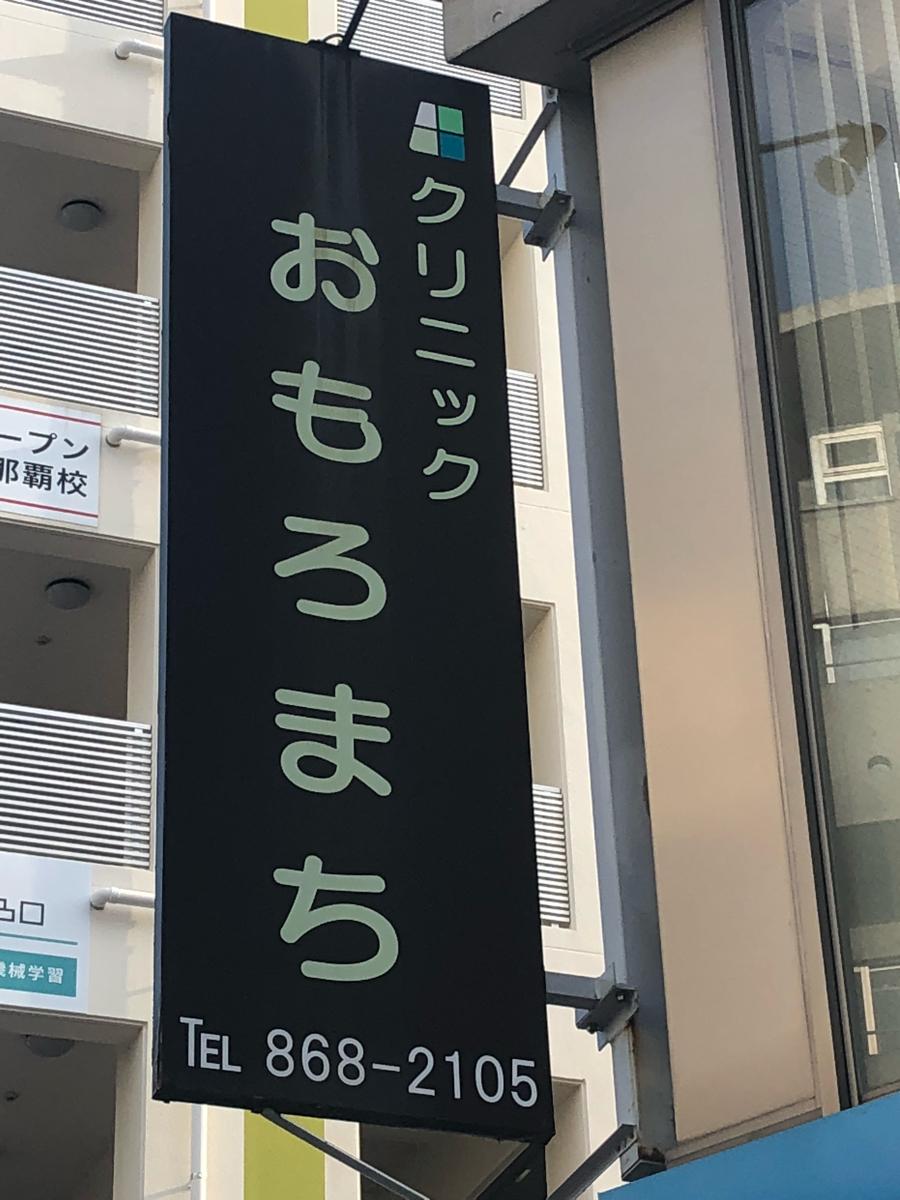 クリニック
おもろまち
TEL 868-2105
ープン
那覇校
機械学習